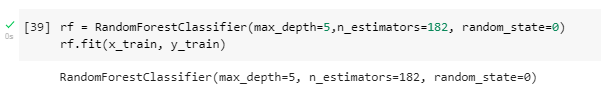 [39] rf = RandomForestClassifier(max_depth=5,n_estimators=182, random_state=0)
rf.fit(x_train, y_train)
0s
RandomForestClassifier(max_depth=5, n_estimators=182, random_state=0)